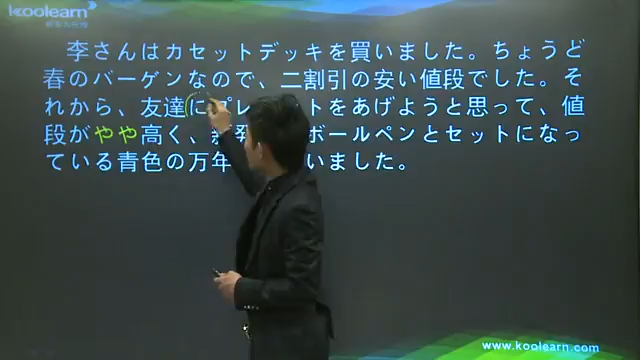 koolearn
李さんはカセットデッキを買いました。ちょうど
春のバーゲンなので、二割引の安い値段でした。そ
れから、友達にプレ ントをあげようと思って、値
段がやや高く、 ボールペンとセットになっ
ている青色の万年 いました。
www.koolearn.com